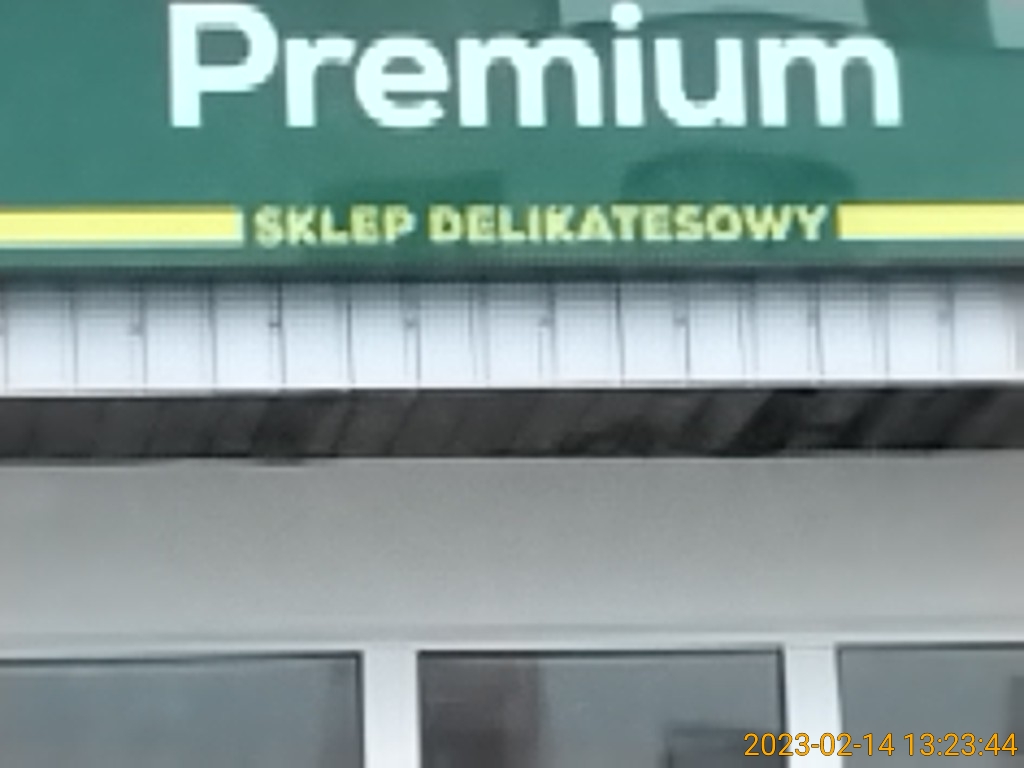 Premium
SKLEP DELIKATESOWY
2023-02-14 13:23:44